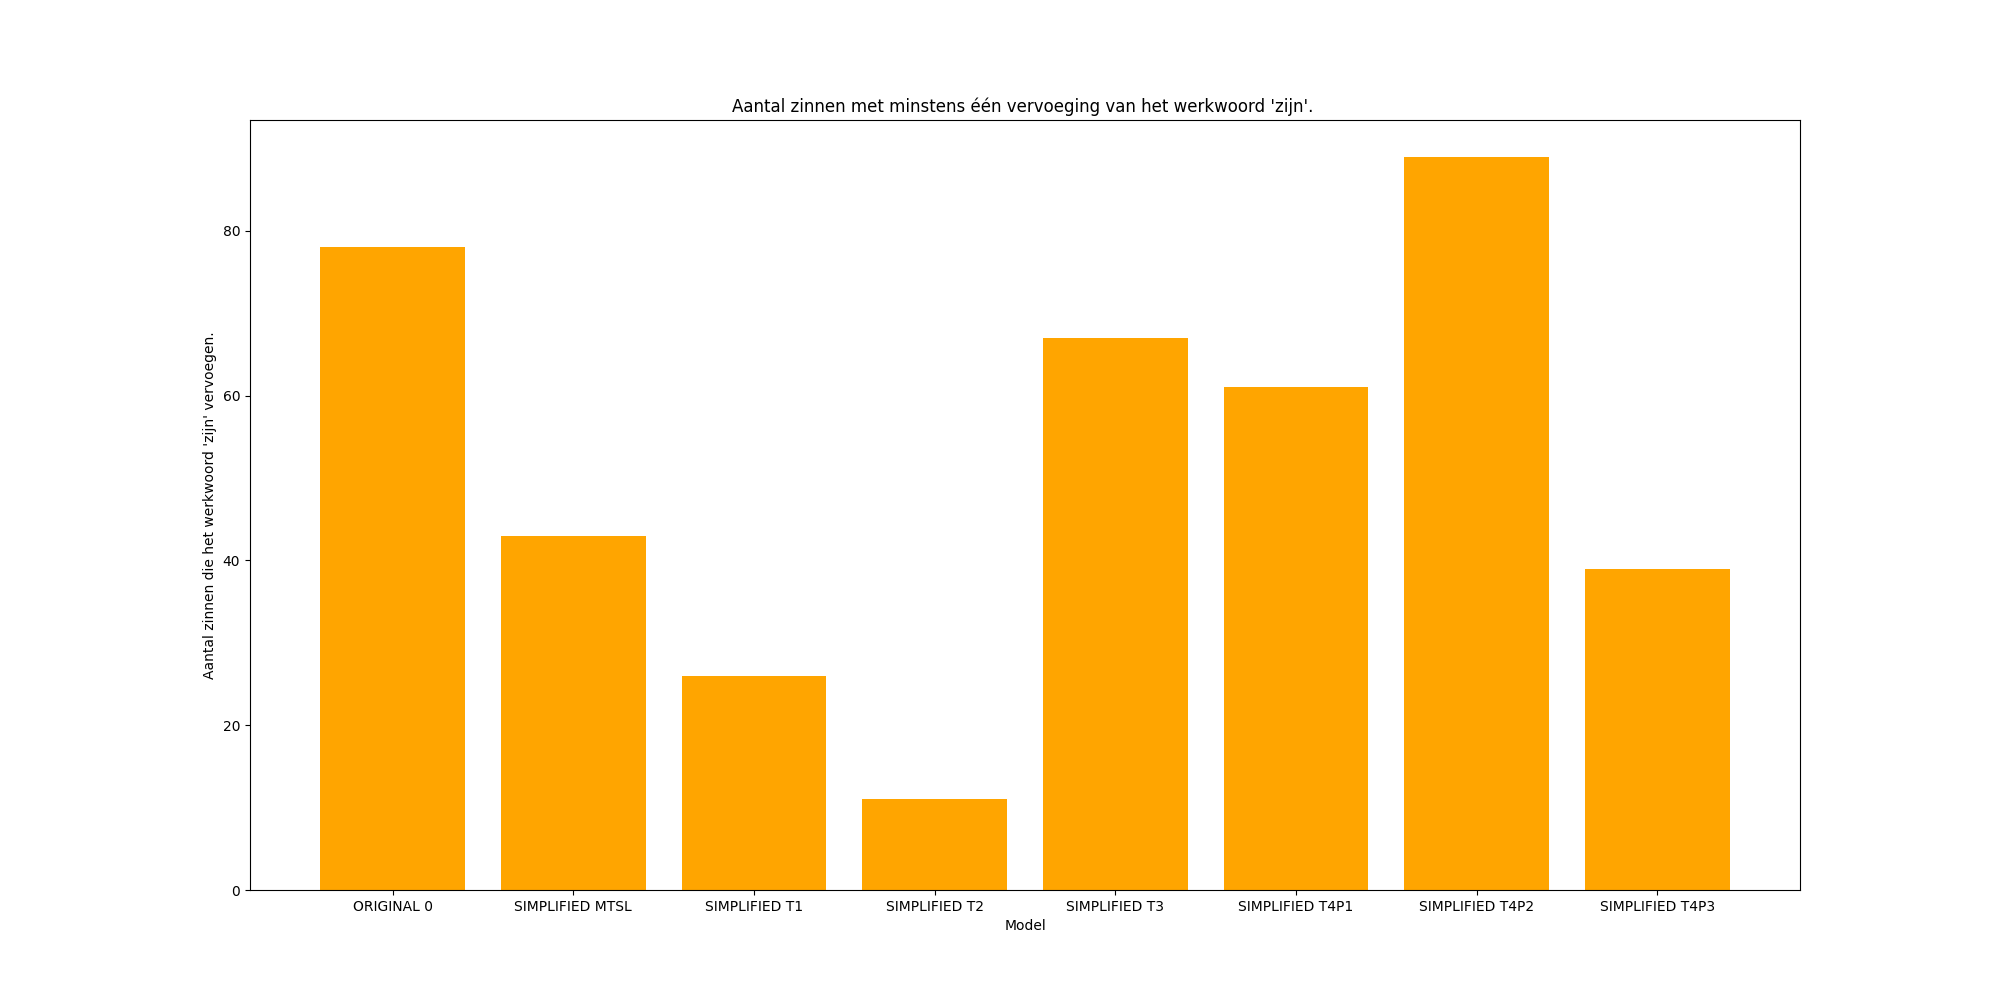 Aantal zinnen met minstens één vervoeging van het werkwoord 'zijn'.
Aantal zinnen die het werkwoord 'zijn' vervoegen.
80
60
40
20
0
ORIGINAL 0 SIMPLIFIED MTSL SIMPLIFIED T1 SIMPLIFIED T2 SIMPLIFIED T3 SIMPLIFIED T4P1 SIMPLIFIED T4P2 SIMPLIFIED T4P3
Model